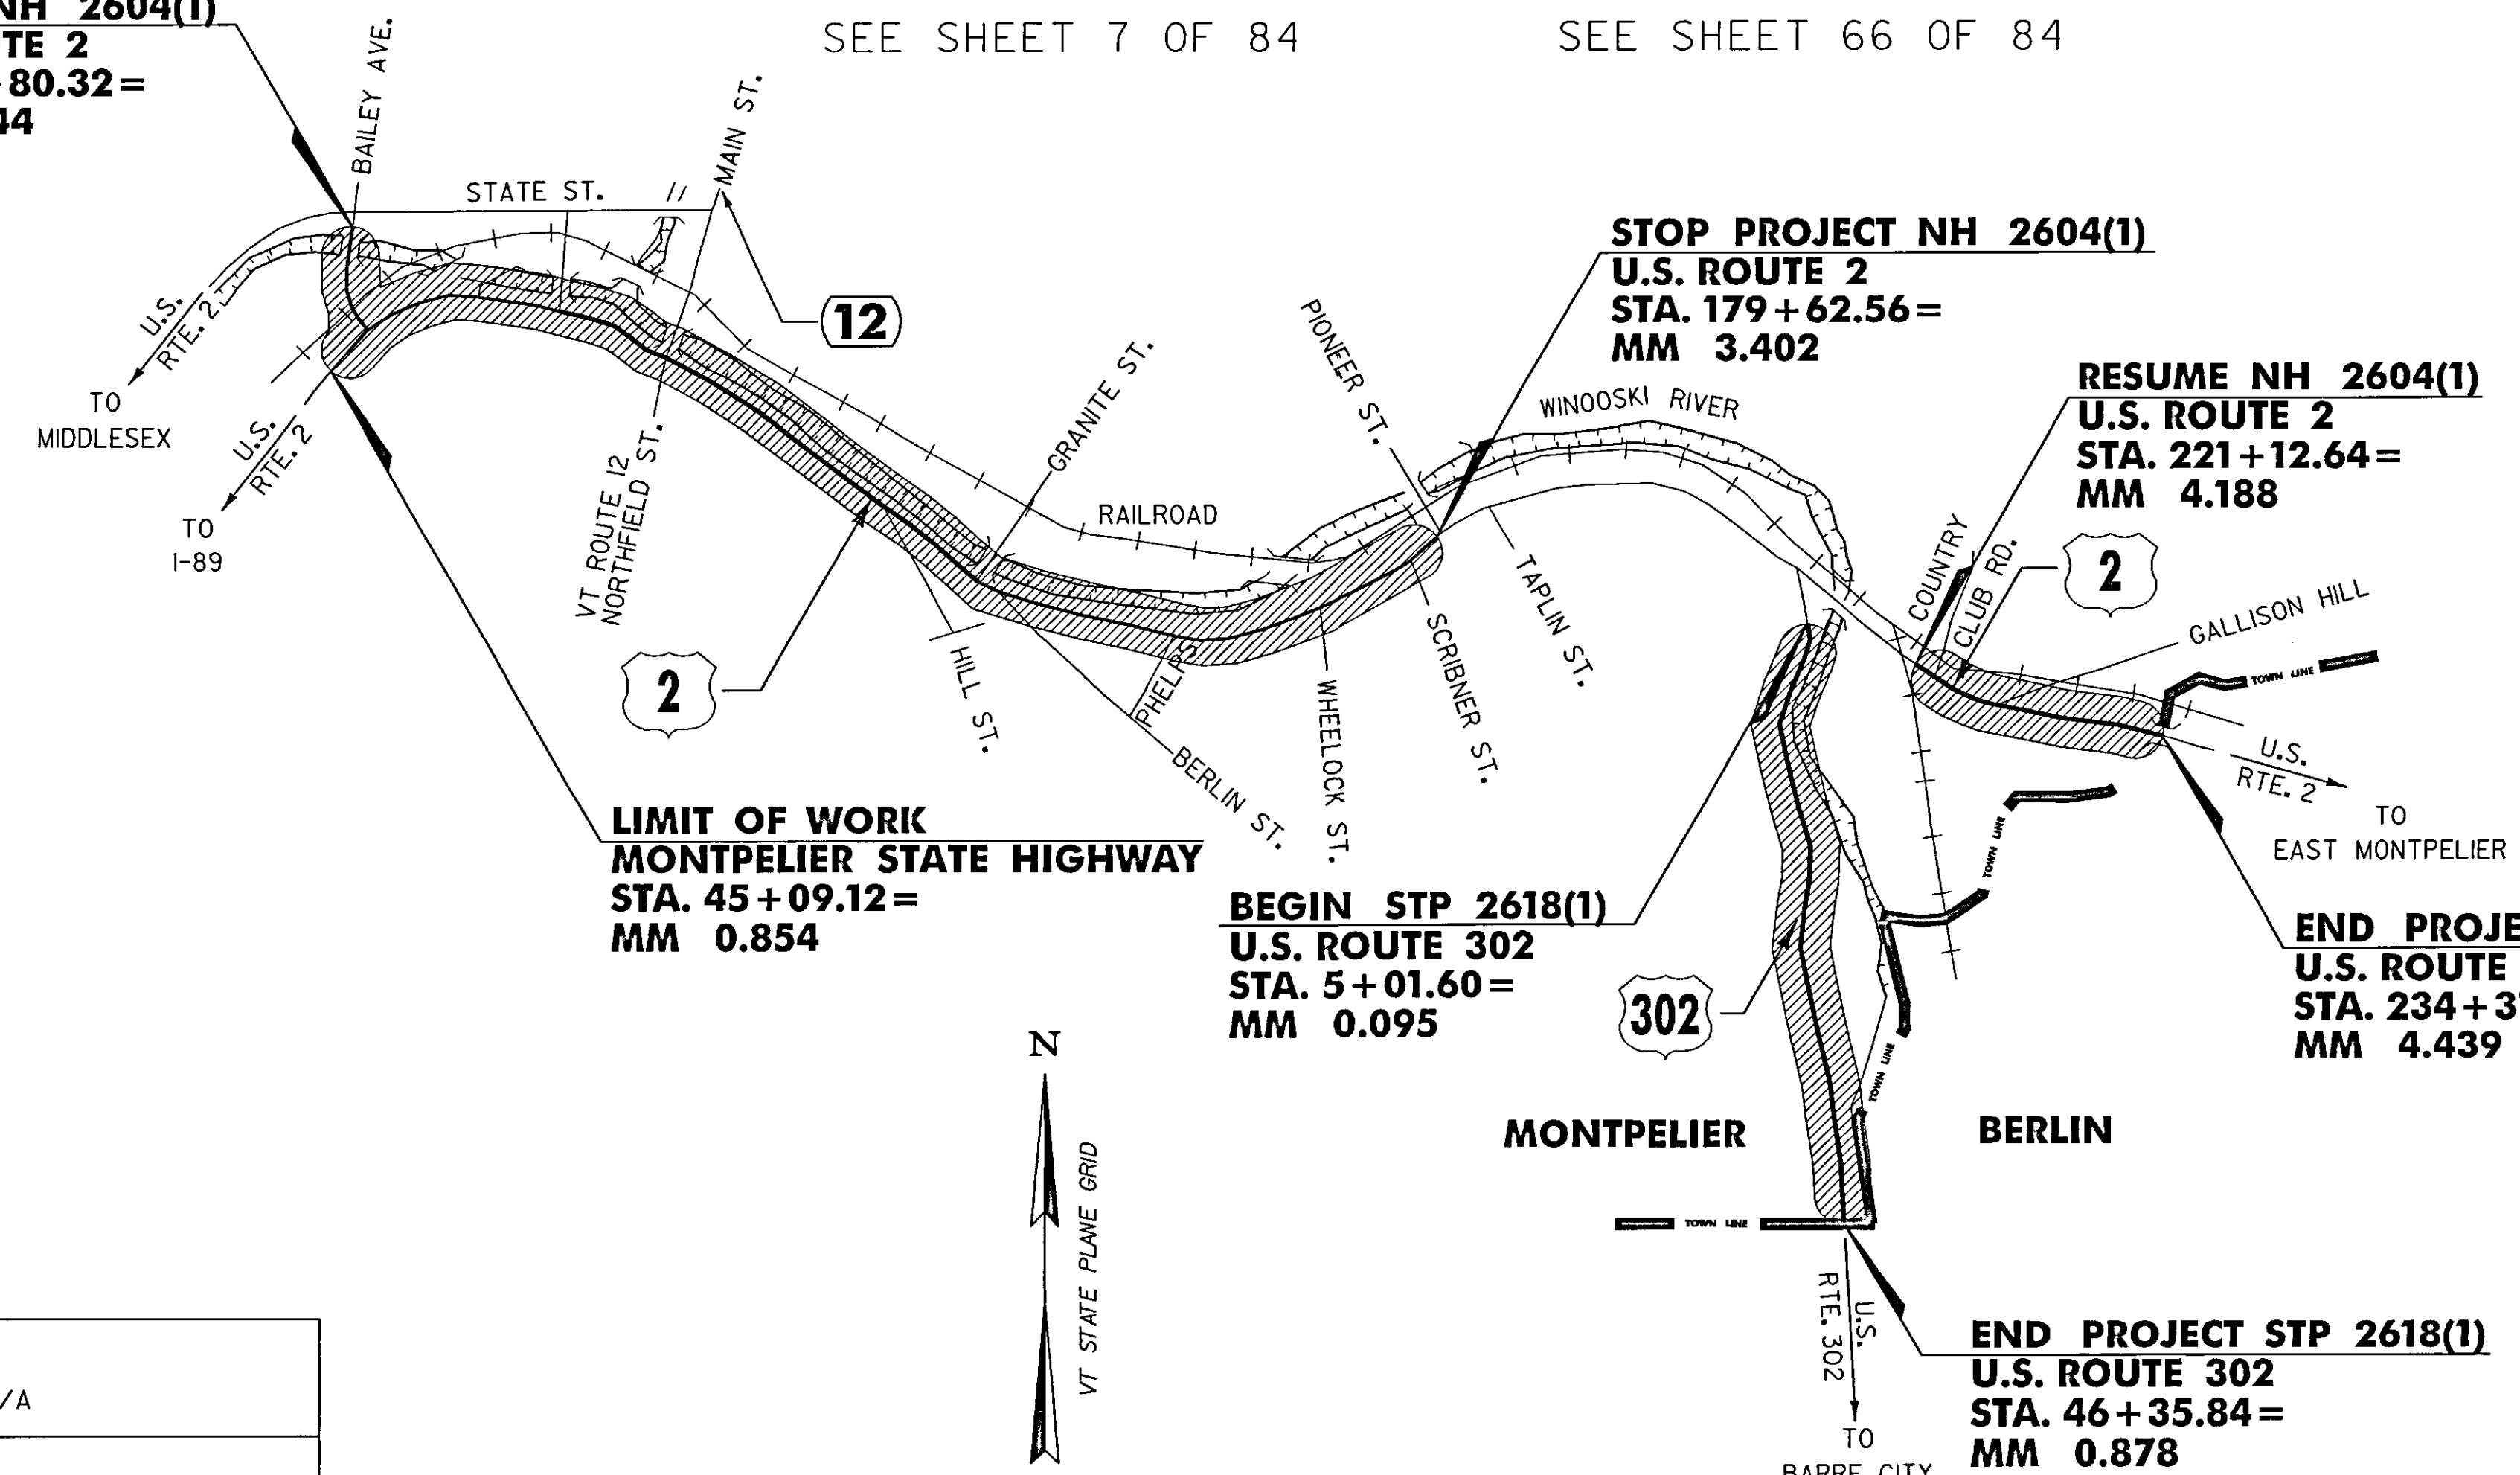 NH 2604(1)
TE 2
+80.32=
44
SEE SHEET 7 OF 84
SEE SHEET 66 OF 84
BAILEY AVE.
MAIN ST.
STATE ST.
12
U.S.
RTE. 2
TO
MIDDLESEX
U.S.
RTE. 2
TO
I-89
VT ROUTE 12
NORTHFIELD ST.
2
GRANITE ST.
RAILROAD
PIONEER ST.
STOP PROJECT NH 2604(1)
U.S. ROUTE 2
STA. 179+62.56=
MM 3.402
WINOOSKI RIVER
RESUME NH 2604(1)
U.S. ROUTE 2
STA. 221+12.64=
MM 4.188
COUNTRY
CLUB RD.
2
GALLISON HILL
TOWN LINE
HILL ST.
PHELPS
BERLIN ST.
WHEELOCK ST.
SCRIBNER ST.
TAPLIN ST.
U.S.
RTE. 2
TO
EAST MONTPELIER
TOWN LINE
LIMIT OF WORK
MONTPELIER STATE HIGHWAY
STA. 45+09.12=
MM 0.854
BEGIN STP 2618(1)
U.S. ROUTE 302
STA. 5+01.60=
MM 0.095
302
END PROJE
U.S. ROUTE
STA. 234+3
MM 4.439
TOWN LINE
N
VT STATE PLANE GRID
MONTPELIER
BERLIN
TOWN LINE
U.S.
RTE. 302
TO
BARRE CITY
END PROJECT STP 2618(1)
U.S. ROUTE 302
STA. 46+35.84=
MM 0.878
/A